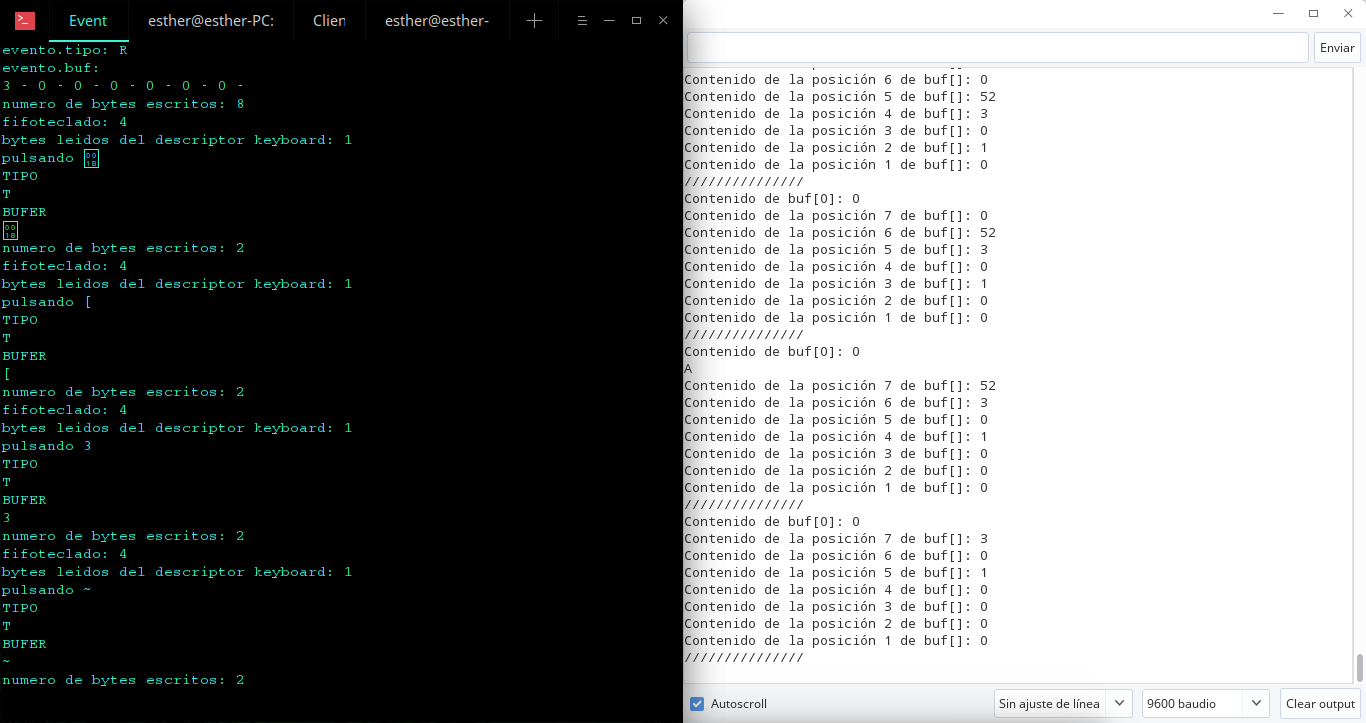 Event
esther@esther-PC:
Clien
esther@esther-
evento.tipo: R
evento.buf:
3 - 0 - 0 - 0 - 0 - 0 - 0 -
numero de bytes escritos: 8
fifoteclado: 4
bytes leidos del descriptor keyboard: 1
pulsando 001B
TIPO
T
BUFER
001B
numero de bytes escritos: 2
fifoteclado: 4
bytes leidos del descriptor keyboard: 1
pulsando [
TIPO
T
BUFER
[
numero de bytes escritos: 2
fifoteclado: 4
bytes leidos del descriptor keyboard: 1
pulsando 3
TIPO
T
BUFER
3
numero de bytes escritos: 2
fifoteclado: 4
bytes leidos del descriptor keyboard: 1
pulsando ~
TIPO
T
BUFER
~
numero de bytes escritos: 2
Enviar
Contenido de la posición 6 de buf[]: 0
Contenido de la posición 5 de buf[]: 52
Contenido de la posición 4 de buf[]: 3
Contenido de la posición 3 de buf[]: 0
Contenido de la posición 2 de buf[]: 1
Contenido de la posición 1 de buf[]: 0
///////////////
Contenido de buf[0]: 0
Contenido de la posición 7 de buf[]: 0
Contenido de la posición 6 de buf[]: 52
Contenido de la posición 5 de buf[]: 3
Contenido de la posición 4 de buf[]: 0
Contenido de la posición 3 de buf[]: 1
Contenido de la posición 2 de buf[]: 0
Contenido de la posición 1 de buf[]: 0
///////////////
Contenido de buf[0]: 0
A
Contenido de la posición 7 de buf[]: 52
Contenido de la posición 6 de buf[]: 3
Contenido de la posición 5 de buf[]: 0
Contenido de la posición 4 de buf[]: 1
Contenido de la posición 3 de buf[]: 0
Contenido de la posición 2 de buf[]: 0
Contenido de la posición 1 de buf[]: 0
///////////////
Contenido de buf[0]: 0
Contenido de la posición 7 de buf[]: 3
Contenido de la posición 6 de buf[]: 0
Contenido de la posición 5 de buf[]: 1
Contenido de la posición 4 de buf[]: 0
Contenido de la posición 3 de buf[]: 0
Contenido de la posición 2 de buf[]: 0
Contenido de la posición 1 de buf[]: 0
///////////////
Autoscroll
Sin ajuste de línea
9600 baudio
Clear output